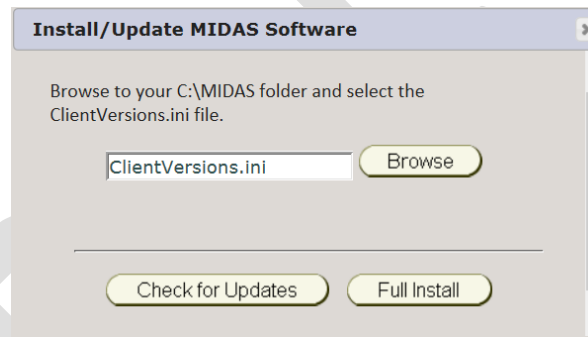 Install/Update MIDAS Software
Browse to your C:\MIDAS folder and select the
ClientVersions.ini file.
ClientVersions.ini
Browse
Check for Updates
Full Install